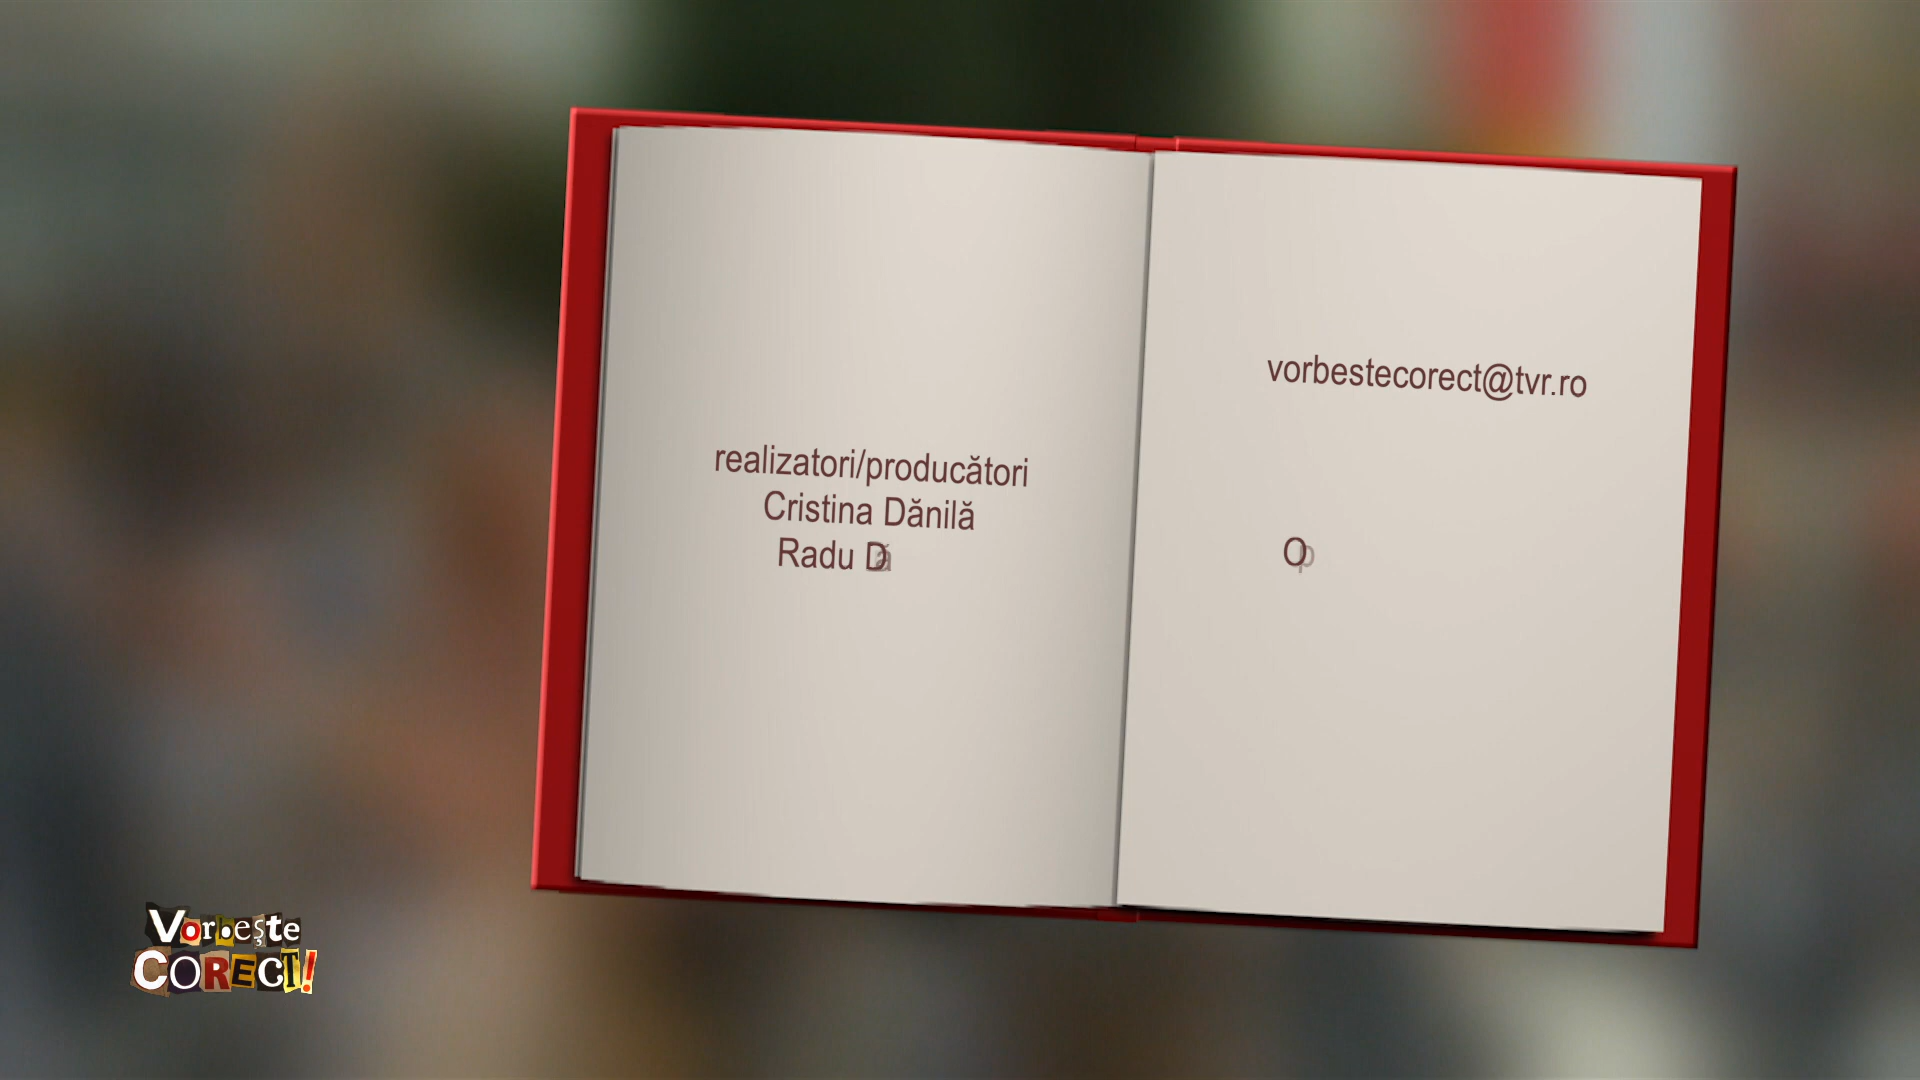 realizatori/producători
Cristina Dănilă
Radu
vorbestecorect@tvr.ro
Vorbeşte
CORECT!